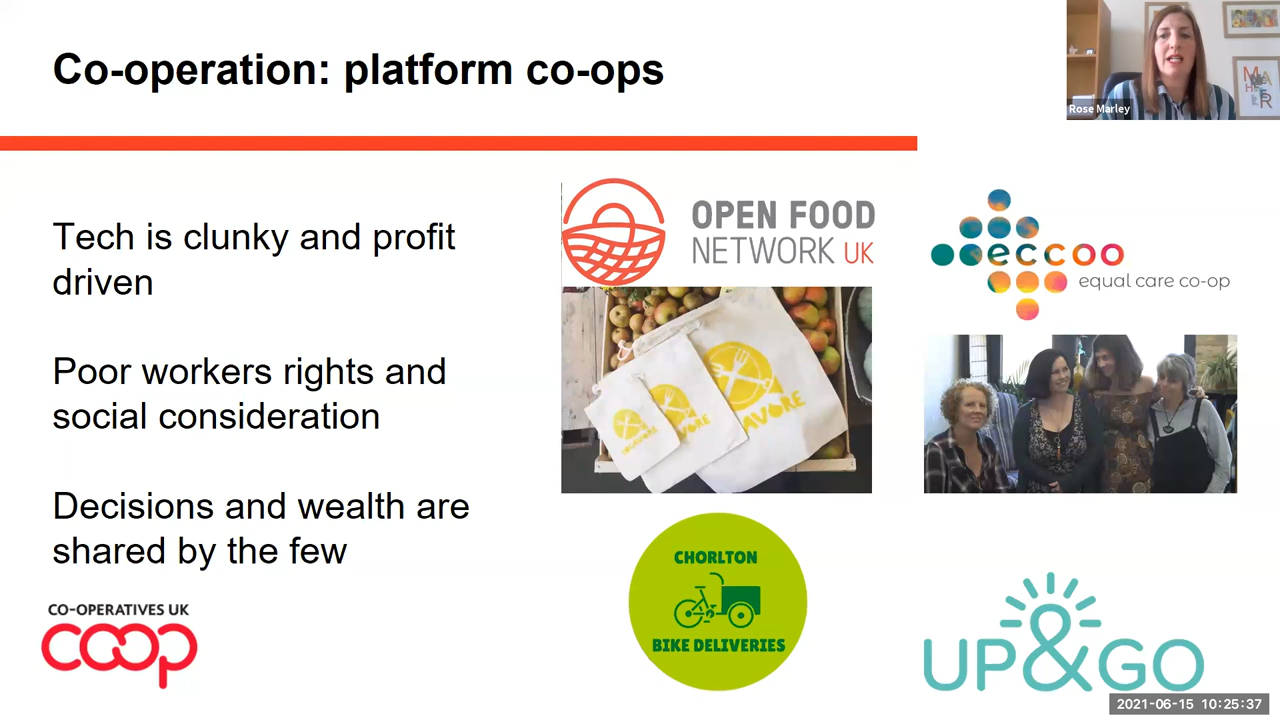 Co-operation: platform co-ops
Rose Marley
Tech is clunky and profit
driven
Poor workers rights and
social consideration
Decisions and wealth are
shared by the few
CO-OPERATIVES UK
coop
OPEN FOOD
NETWORK UK
eccoo
equal care co-op
CHORLTON
BIKE DELIVERIES
UP&GO
2021-06-15 10:25:37